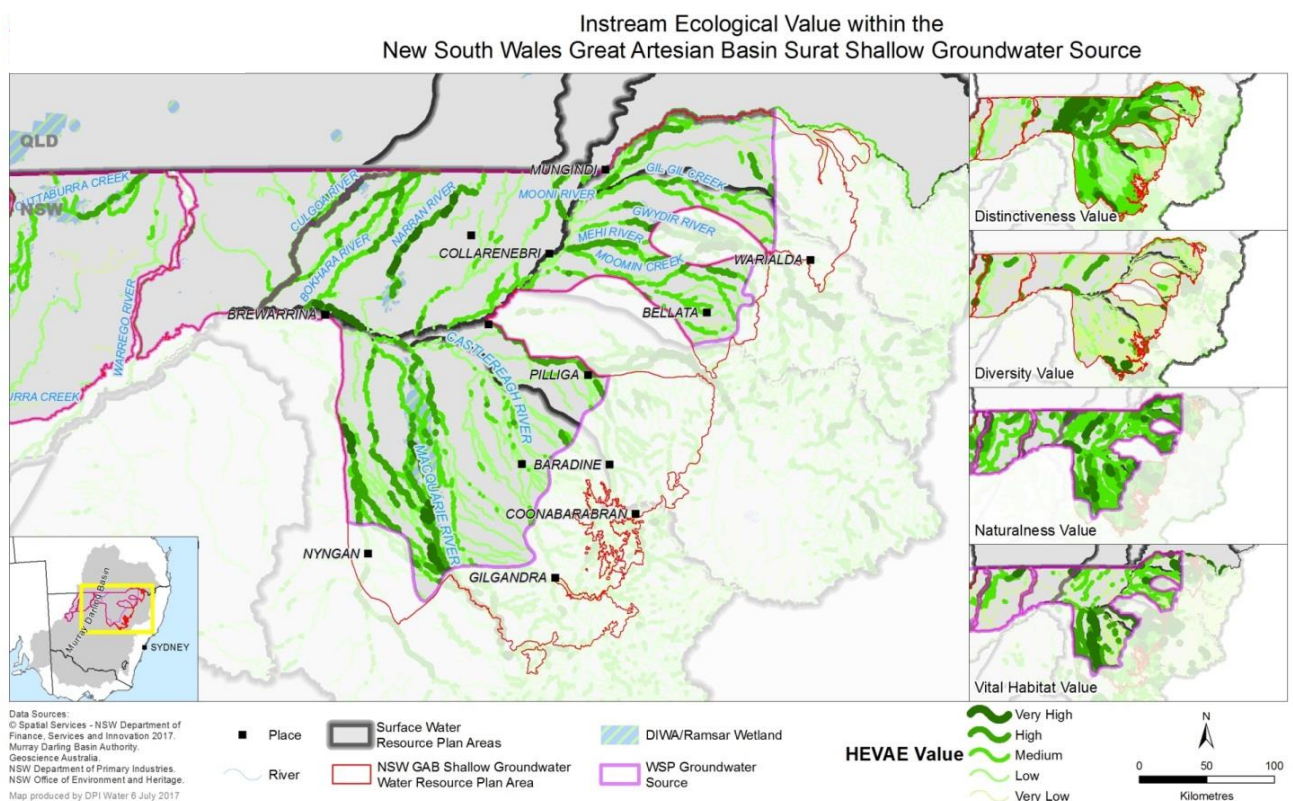 Instream Ecological Value within the
New South Wales Great Artesian Basin Surat Shallow Groundwater Source
QLD
NSW
CUTTABURRA CREEK
WARREGO RIVER
CULGOA RIVER
BOKHARA RIVER
NARRAN RIVER
MUNGINDI
MOONI RIVER
GIL GIL CREEK
GWYDIR RIVER
MEHI RIVER
COLLARENEBRI
MOOMIN CREEK
WARIALDA
BREWARRINA
BELLATA
URRA CREEK
CASTLEREAGH RIVER
PILLIGA
MACQUARIE RIVER
BARADINE
COONABARABRAN
NYNGAN
GILGANDRA
Murray Darling Basin
SYDNEY
Distinctiveness Value
Diversity Value
Naturalness Value
Vital Habitat Value
Data Sources:
© Spatial Services - NSW Department of
Finance, Services and Innovation 2017.
Murray Darling Basin Authority.
Geoscience Australia.
NSW Department of Primary Industries.
NSW Office of Environment and Heritage.
Map produced by DPI Water 6 July 2017
Place
River
Surface Water
Resource Plan Areas
NSW GAB Shallow Groundwater
Water Resource Plan Area
DIWA/Ramsar Wetland
WSP Groundwater
Source
HEVAE Value
Very High
High
Medium
Low
Very Low
N
0 50 100
Kilometres